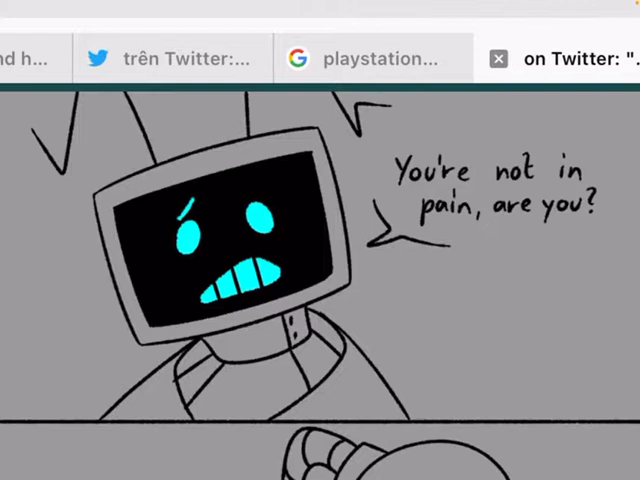 nd h...
trên Twitter:...
playstation...
on Twitter: ".
You're not in
pain, are you?